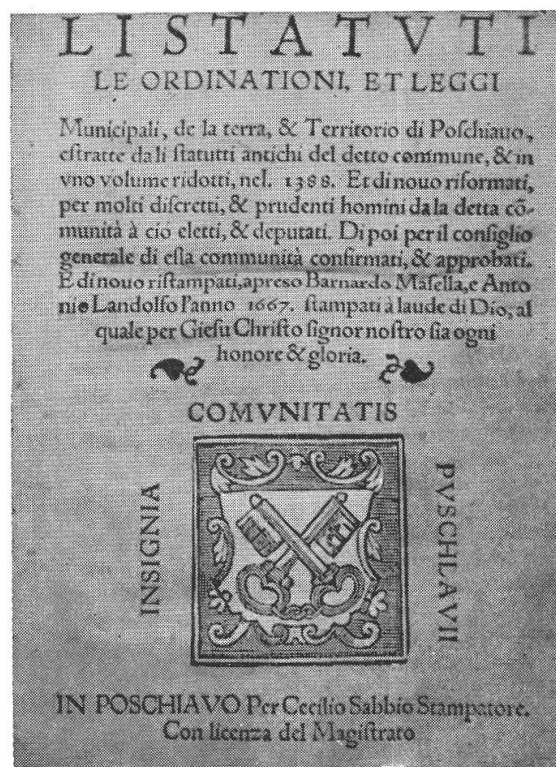 LI STATVTI
LE ORDINATIONI, ET LEGGI
Municipali, de la terra, & Territorio di Poſchiauo,
eſtratte da li ſtatutti antichi del detto commune, & in
vno volume ridotti, nel. 1388. Et di nouo riformati,
per molti diſcretti, & prudenti homini da la detta cõ-
munità à cio eletti, & deputati. Di poi per il conſiglio
generale di eſſa communità confirmati, & approbati.
E di nouo riſtampati, apreso Barnardo Maſella, e Anto
nio Landolfo l'anno 1667. ſtampati à laude di Dio, al
quale per Gieſu Chriſto ſignor noſtro ſia ogni
honore & gloria.
COMVNITATIS
INSIGNIA
PVSCHLAVII
IN POSCHIAVO Per Cecilio Sabbio Stampatore.
Con licenza del Magiſtrato